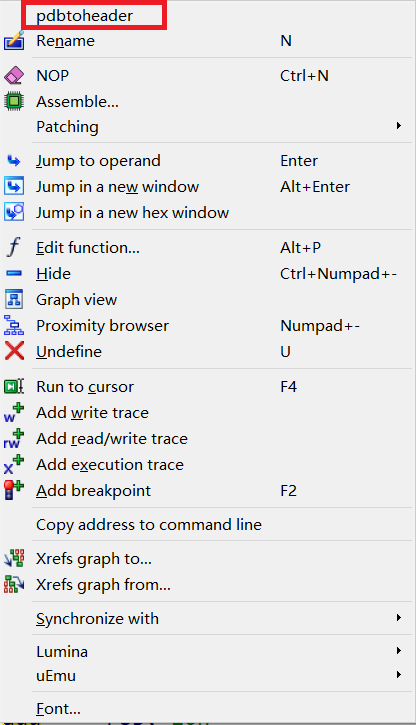 pdbtoheader
Rename N
NOP Ctrl+N
Assemble...
Patching
Jump to operand Enter
Jump in a new window Alt+Enter
Jump in a new hex window
Edit function... Alt+P
Hide Ctrl+Numpad+-
Graph view
Proximity browser Numpad+-
Undefine U
Run to cursor F4
Add write trace
Add read/write trace
Add execution trace
Add breakpoint F2
Copy address to command line
Xrefs graph to...
Xrefs graph from...
Synchronize with
Lumina
uEmu
Font...